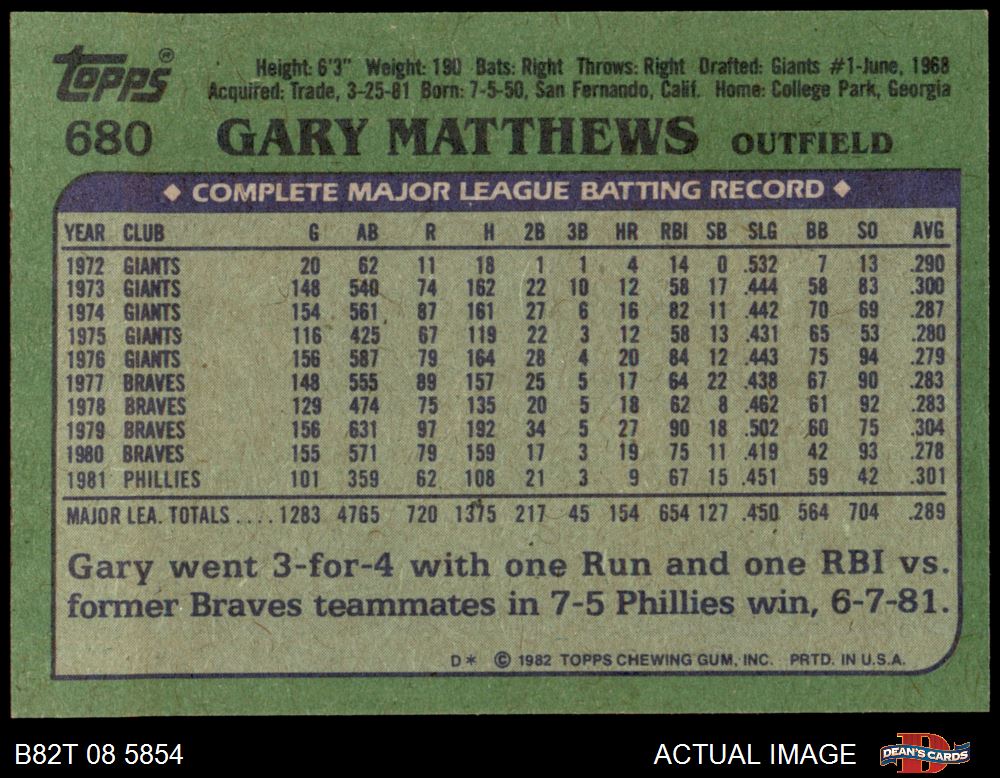 Topps®
Height: 6'3" Weight: 190 Bats: Right Throws: Right Drafted: Giants #1-June, 1968
Acquired: Trade, 3-25-81 Born: 7-5-50, San Fernando, Calif. Home: College Park, Georgia
680 GARY MATTHEWS OUTFIELD
◆ COMPLETE MAJOR LEAGUE BATTING RECORD ◆
YEAR CLUB G AB R H 2B 3B HR RBI SB SLG BB SO AVG
1972 GIANTS 20 62 11 18 1 1 4 14 0 .532 7 13 .290
1973 GIANTS 148 540 74 162 22 10 12 58 17 .444 58 83 .300
1974 GIANTS 154 561 87 161 27 6 16 82 11 .442 70 69 .287
1975 GIANTS 116 425 67 119 22 3 12 58 13 .431 65 53 .280
1976 GIANTS 156 587 79 164 28 4 20 84 12 .443 75 94 .279
1977 BRAVES 148 555 89 157 25 5 17 64 22 .438 67 90 .283
1978 BRAVES 129 474 75 135 20 5 18 62 8 .462 61 92 .283
1979 BRAVES 156 631 97 192 34 5 27 90 18 .502 60 75 .304
1980 BRAVES 155 571 79 159 17 3 19 75 11 .419 42 93 .278
1981 PHILLIES 101 359 62 108 21 3 9 67 15 .451 59 42 .301
MAJOR LEA. TOTALS .... 1283 4765 720 1375 217 45 154 654 127 .450 564 704 .289
Gary went 3-for-4 with one Run and one RBI vs.
former Braves teammates in 7-5 Phillies win, 6-7-81.
D* © 1982 TOPPS CHEWING GUM, INC. PRTD. IN U.S.A.
B82T 08 5854 ACTUAL IMAGE DEAN'S CARDS